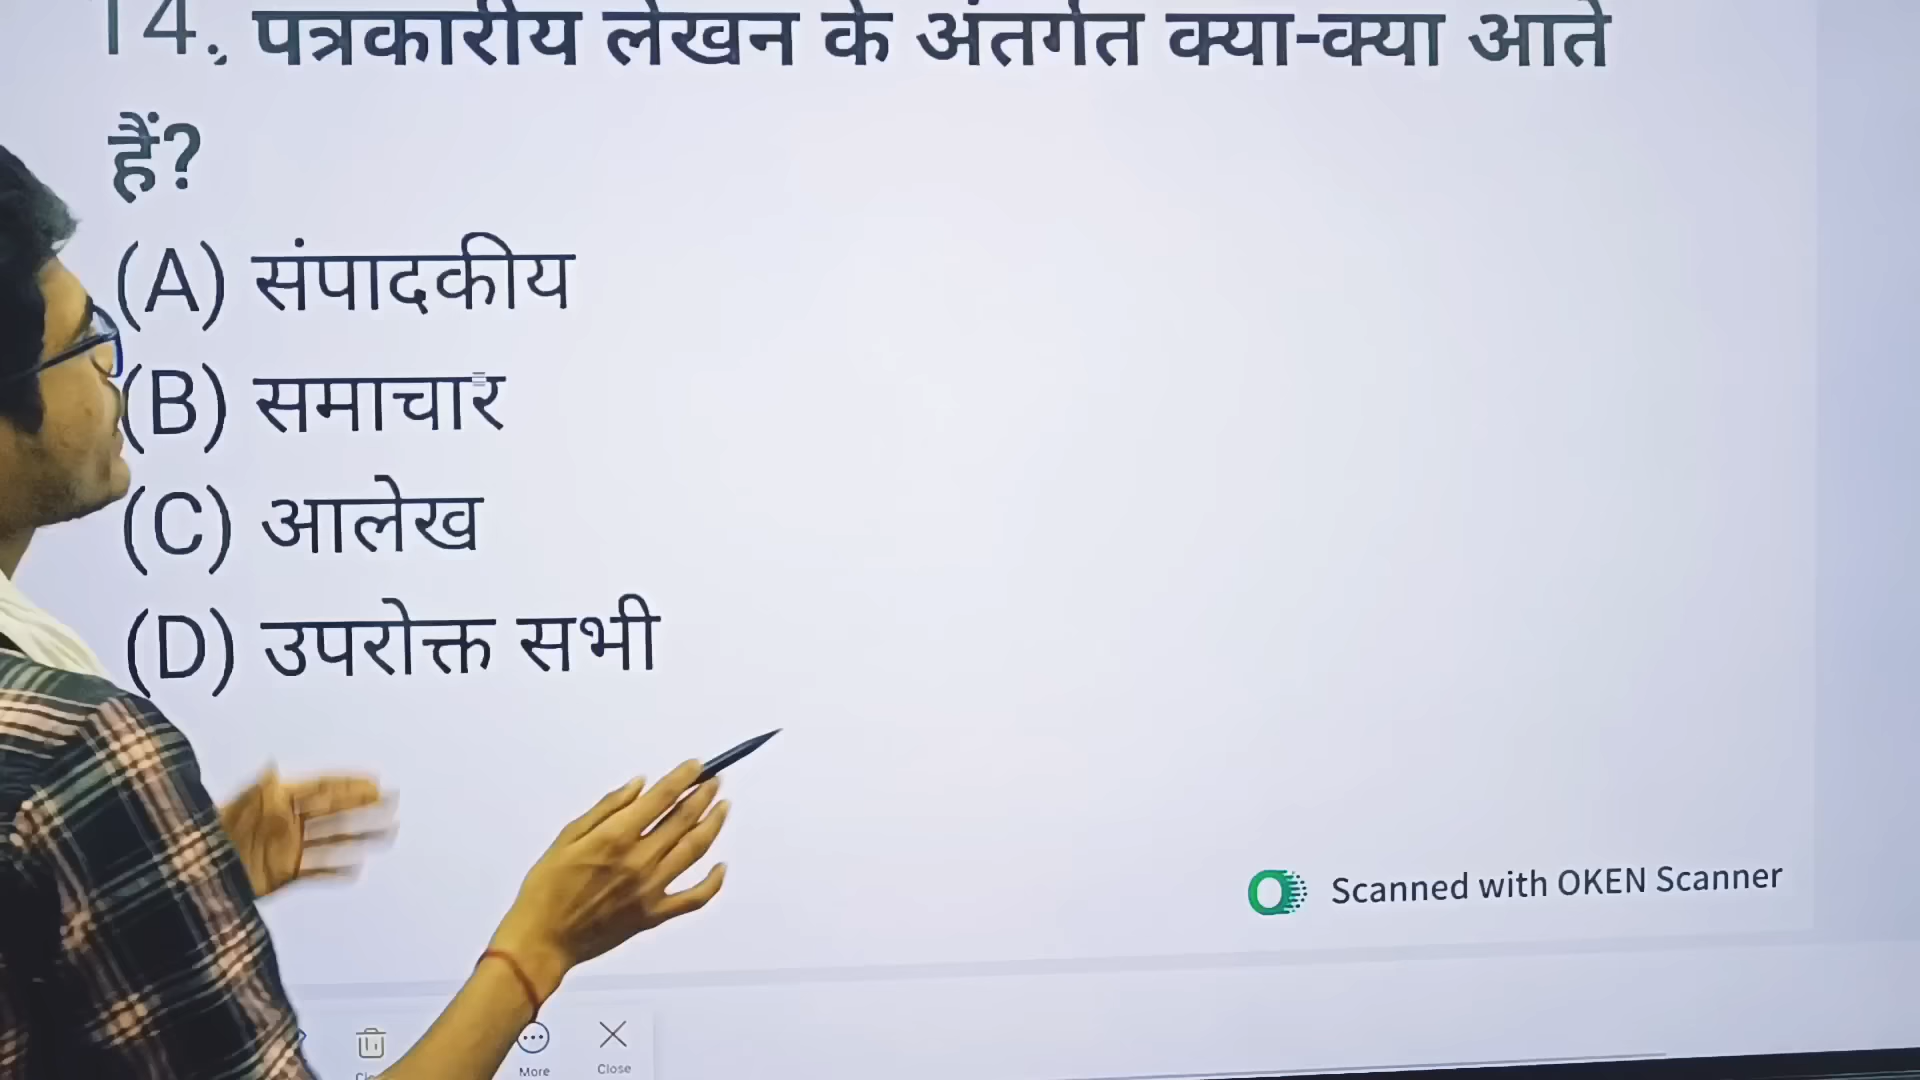 14. पत्रकारीय लेखन के अंतर्गत क्या-क्या आते
हैं?
(A) संपादकीय
(B) समाचार
(C) आलेख
(D) उपरोक्त सभी
Scanned with OKEN Scanner
More
Close